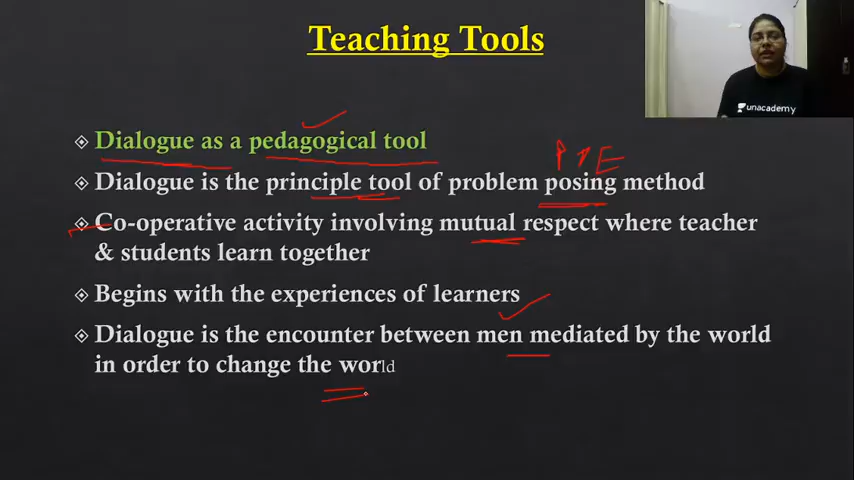 Teaching Tools
unacademy
Dialogue as a pedagogical tool
PPE
Dialogue is the principle tool of problem posing method
Co-operative activity involving mutual respect where teacher
& students learn together
Begins with the experiences of learners
Dialogue is the encounter between men mediated by the world
in order to change the world